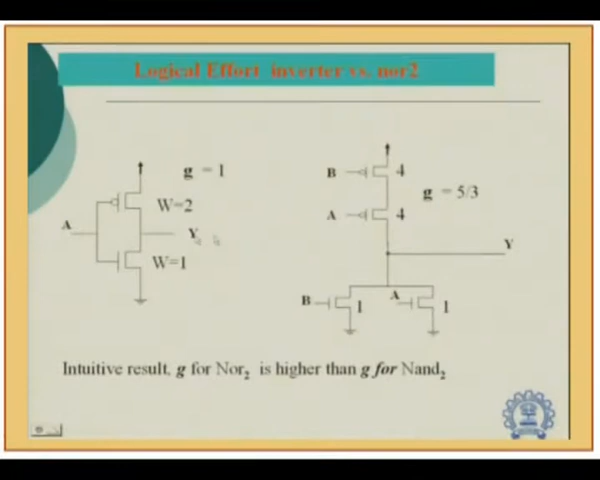 Logical Effort inverter vs. nor2
g = 1
W=2
A
Y
W=1
B
4
g = 5/3
A
4
Y
B
1
A
1
Intuitive result, g for Nor2 is higher than g for Nand2